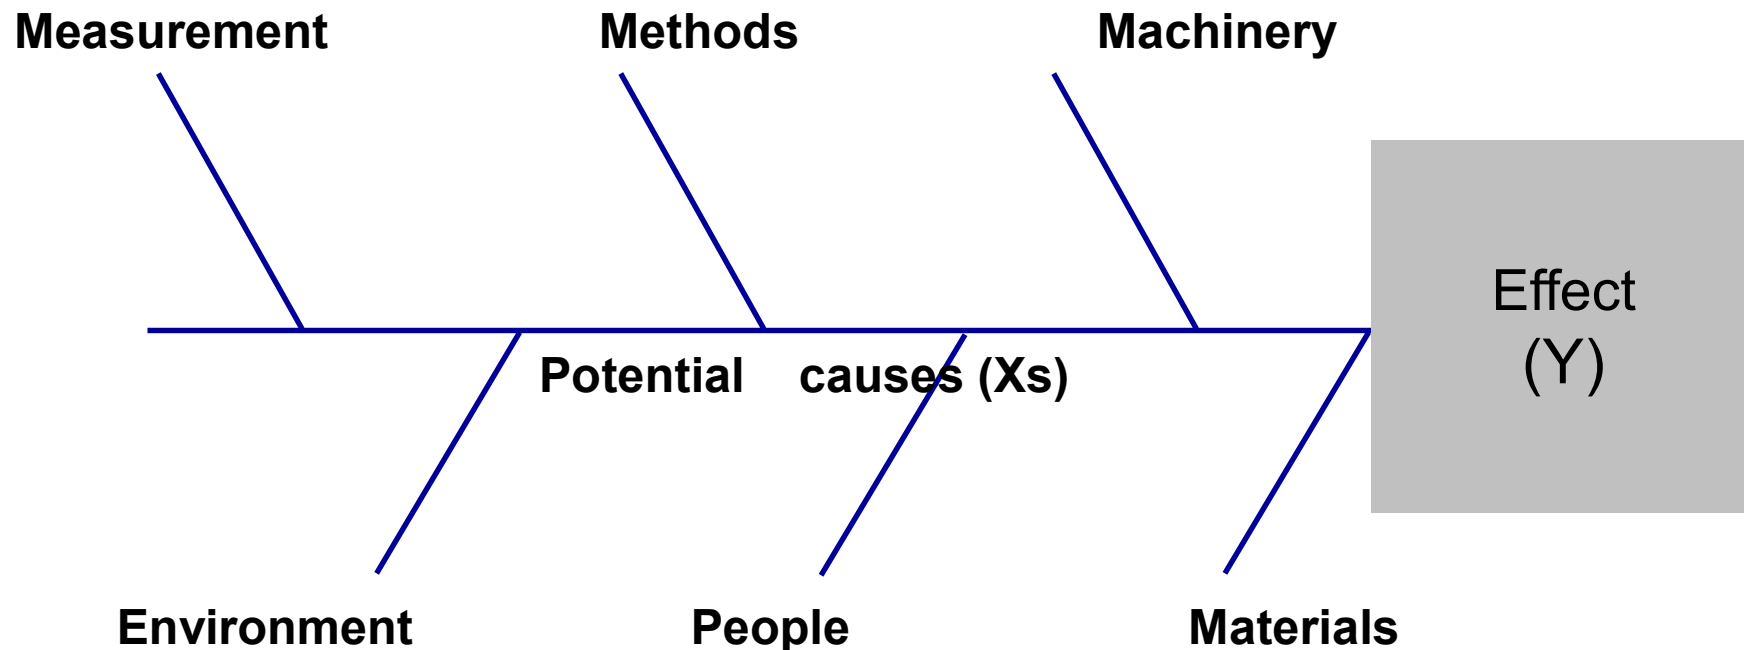 Measurement Methods Machinery
Effect
(Y)
Potential causes (Xs)
Environment People Materials